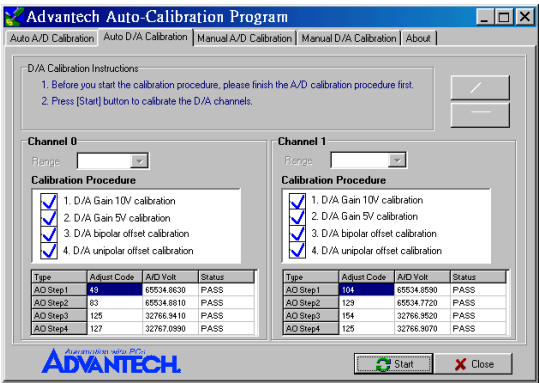 Advantech Auto-Calibration Program
Auto A/D Calibration Auto D/A Calibration Manual A/D Calibration Manual D/A Calibration About
D/A Calibration Instructions
1. Before you start the calibration procedure, please finish the A/D calibration procedure first.
2. Press [Start] button to calibrate the D/A channels.
Channel 0
Range
Calibration Procedure
1. D/A Gain 10V calibration
2. D/A Gain 5V calibration
3. D/A bipolar offset calibration
4. D/A unipolar offset calibration
Type Adjust Code A/D Volt Status
AO Step1 49 65534.8630 PASS
AO Step2 83 65534.8810 PASS
AO Step3 125 32766.9410 PASS
AO Step4 127 32767.0990 PASS
Channel 1
Range
Calibration Procedure
1. D/A Gain 10V calibration
2. D/A Gain 5V calibration
3. D/A bipolar offset calibration
4. D/A unipolar offset calibration
Type Adjust Code A/D Volt Status
AO Step1 104 65534.8590 PASS
AO Step2 129 65534.7720 PASS
AO Step3 154 32766.9520 PASS
AO Step4 125 32766.9070 PASS
Automation with PCs
ADVANTECH.
Start Close